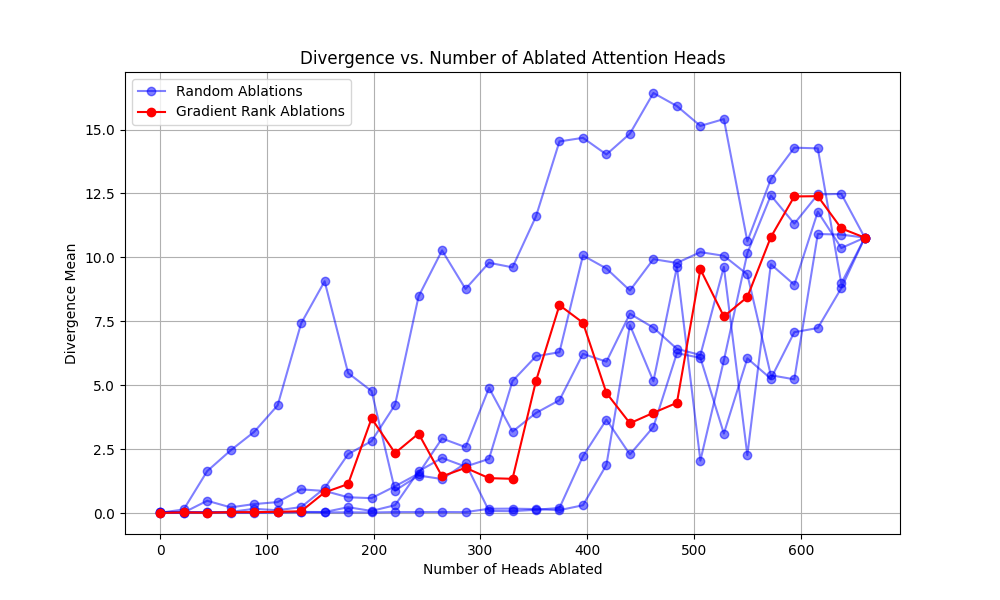 Divergence vs. Number of Ablated Attention Heads
Random Ablations
Gradient Rank Ablations
Divergence Mean
15.0
12.5
10.0
7.5
5.0
2.5
0.0
0 100 200 300 400 500 600
Number of Heads Ablated